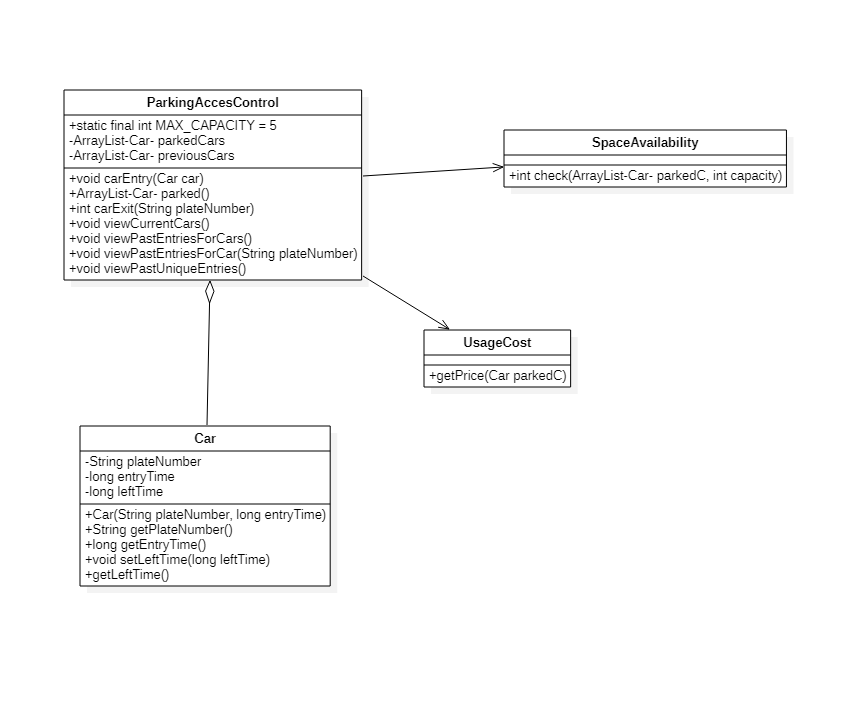 ParkingAccesControl
+static final int MAX_CAPACITY = 5
-ArrayList-Car- parkedCars
-ArrayList-Car- previousCars
+void carEntry(Car car)
+ArrayList-Car- parked()
+int carExit(String plateNumber)
+void viewCurrentCars()
+void viewPastEntriesForCars()
+void viewPastEntriesForCar(String plateNumber)
+void viewPastUniqueEntries()
SpaceAvailability
+int check(ArrayList-Car- parkedC, int capacity)
UsageCost
+getPrice(Car parkedC)
Car
-String plateNumber
-long entryTime
-long leftTime
+Car(String plateNumber, long entryTime)
+String getPlateNumber()
+long getEntryTime()
+void setLeftTime(long leftTime)
+getLeftTime()